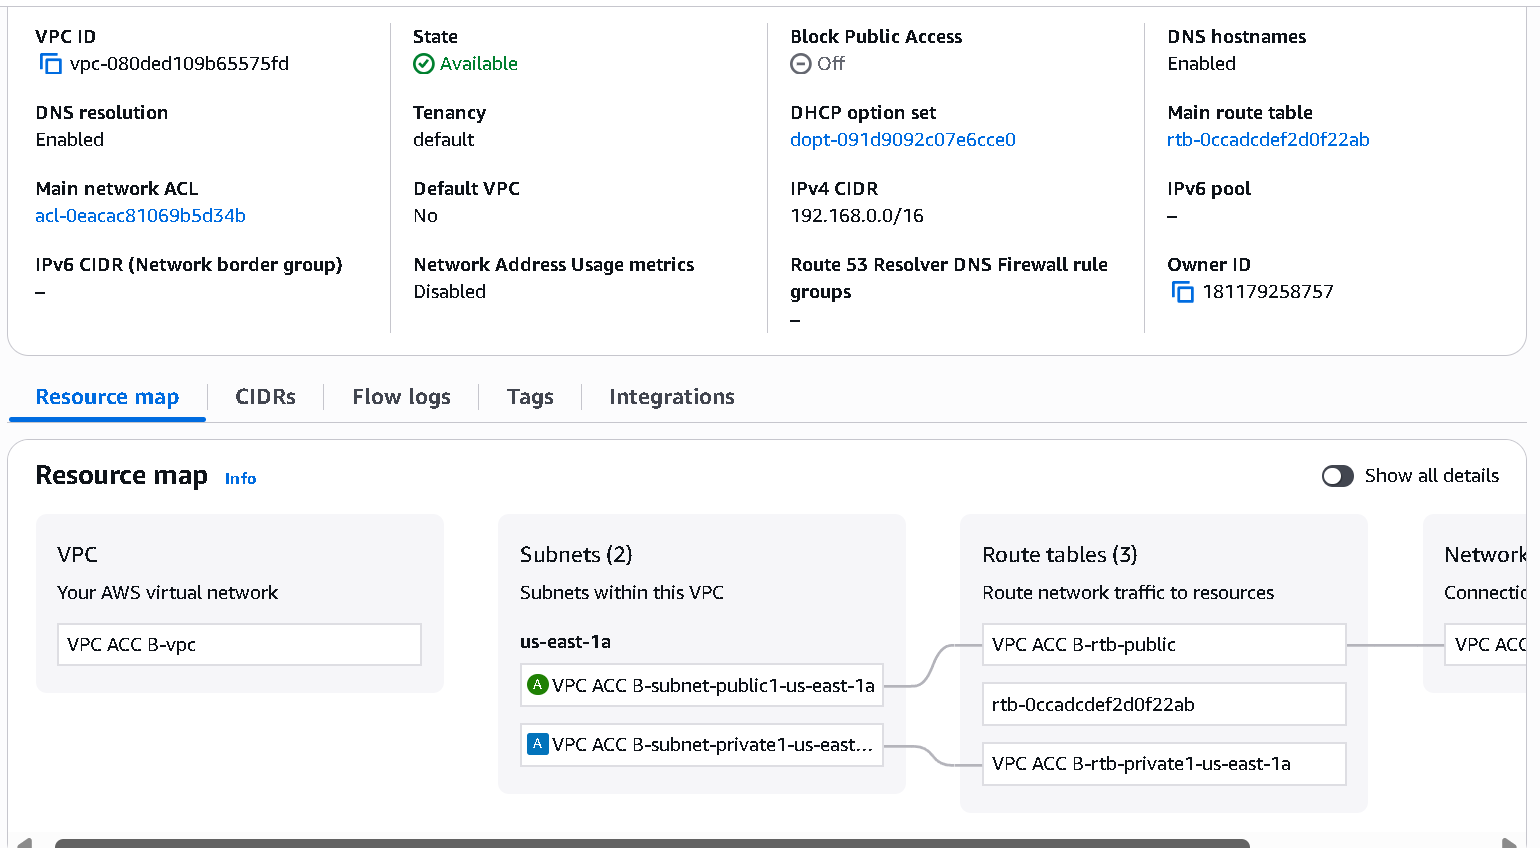 VPC ID
vpc-080ded109b65575fd
State
Available
Block Public Access
Off
DNS hostnames
Enabled
DNS resolution
Enabled
Tenancy
default
DHCP option set
dopt-091d9092c07e6cce0
Main route table
rtb-0ccadcdef2d0f22ab
Main network ACL
acl-0eacac81069b5d34b
Default VPC
No
IPv4 CIDR
192.168.0.0/16
IPv6 pool
–
IPv6 CIDR (Network border group)
–
Network Address Usage metrics
Disabled
Route 53 Resolver DNS Firewall rule
groups
–
Owner ID
181179258757
Resource map
CIDRs
Flow logs
Tags
Integrations
Resource map Info
Show all details
VPC
Your AWS virtual network
VPC ACC B-vpc
Subnets (2)
Subnets within this VPC
us-east-1a
A VPC ACC B-subnet-public1-us-east-1a
A VPC ACC B-subnet-private1-us-east...
Route tables (3)
Route network traffic to resources
VPC ACC B-rtb-public
rtb-0ccadcdef2d0f22ab
VPC ACC B-rtb-private1-us-east-1a
Network
Connectio
VPC ACC